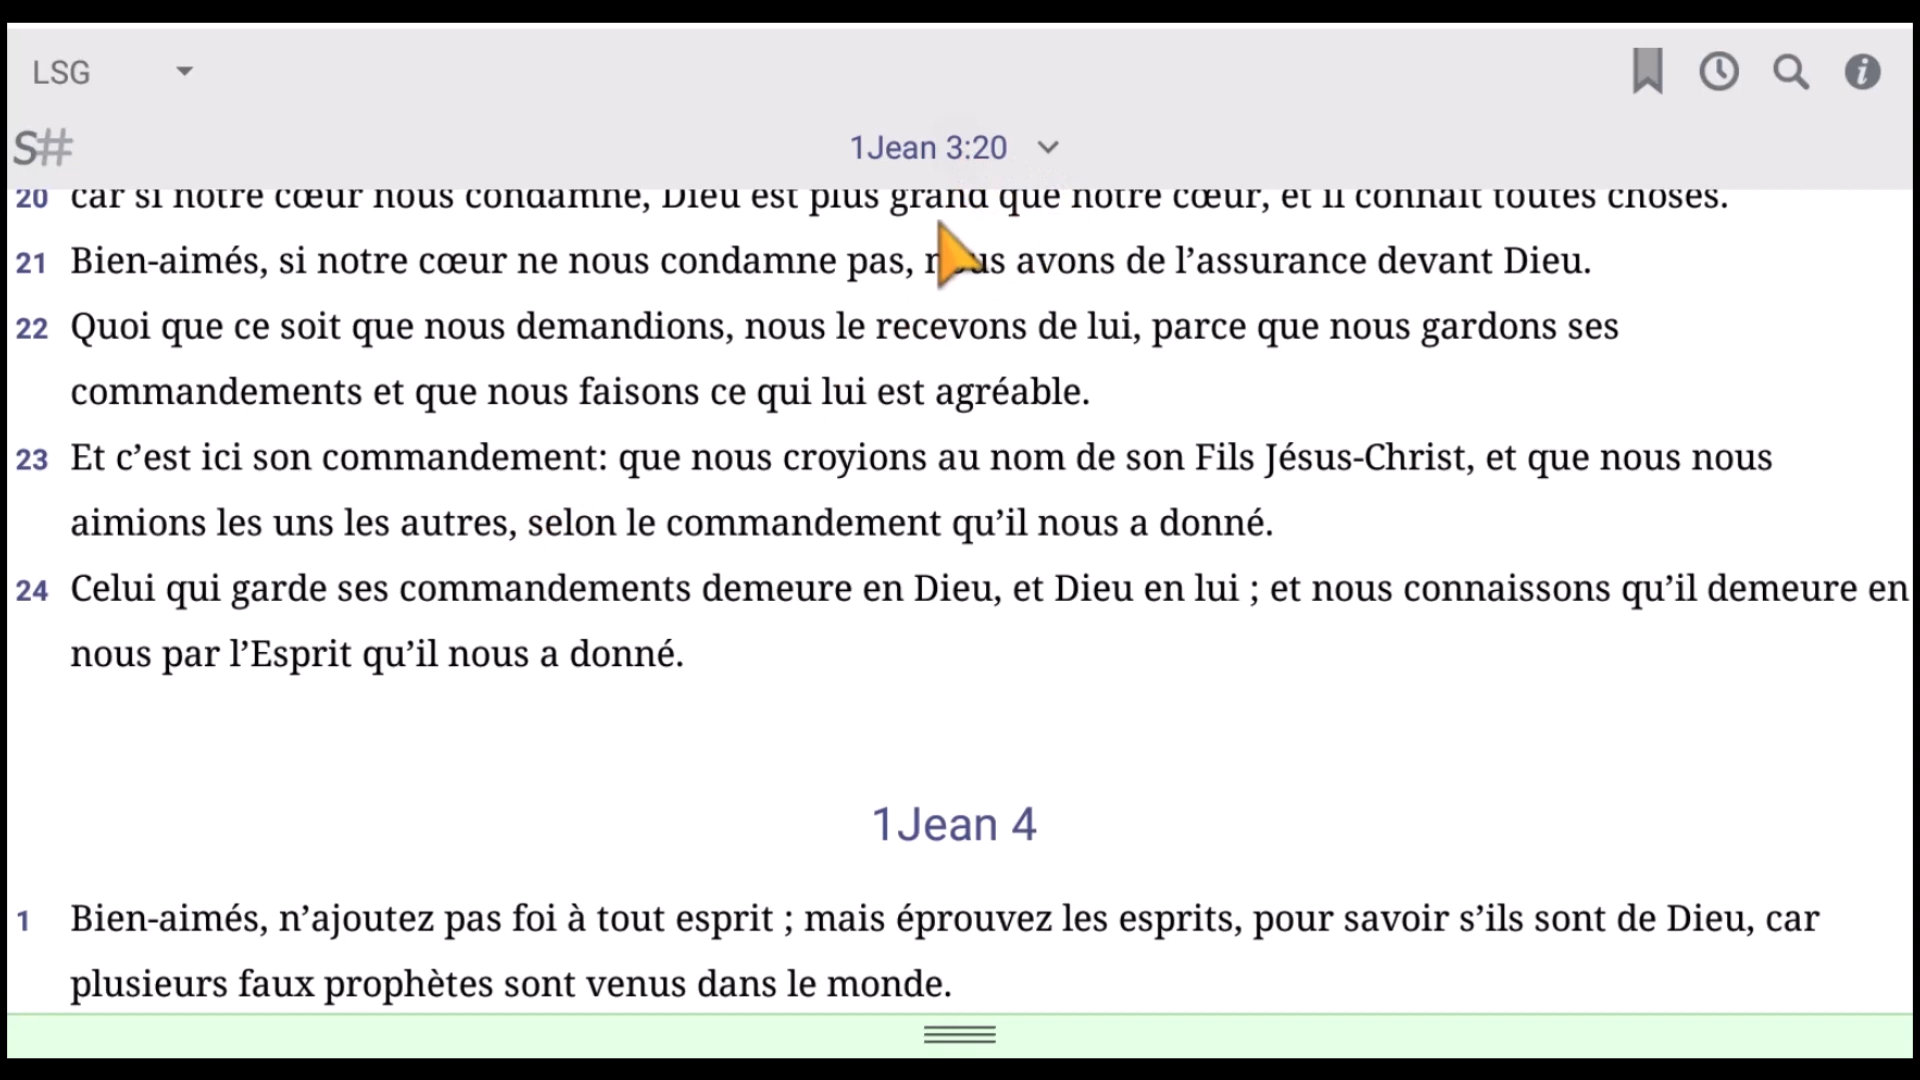 LSG
S#
1Jean 3:20
20 car si notre cœur nous condamne, Dieu est plus grand que notre cœur, et il connaît toutes choses.
21 Bien-aimés, si notre cœur ne nous condamne pas, nous avons de l’assurance devant Dieu.
22 Quoi que ce soit que nous demandions, nous le recevons de lui, parce que nous gardons ses
commandements et que nous faisons ce qui lui est agréable.
23 Et c’est ici son commandement: que nous croyions au nom de son Fils Jésus-Christ, et que nous nous
aimions les uns les autres, selon le commandement qu’il nous a donné.
24 Celui qui garde ses commandements demeure en Dieu, et Dieu en lui ; et nous connaissons qu’il demeure en
nous par l’Esprit qu’il nous a donné.
1Jean 4
1 Bien-aimés, n’ajoutez pas foi à tout esprit ; mais éprouvez les esprits, pour savoir s’ils sont de Dieu, car
plusieurs faux prophètes sont venus dans le monde.